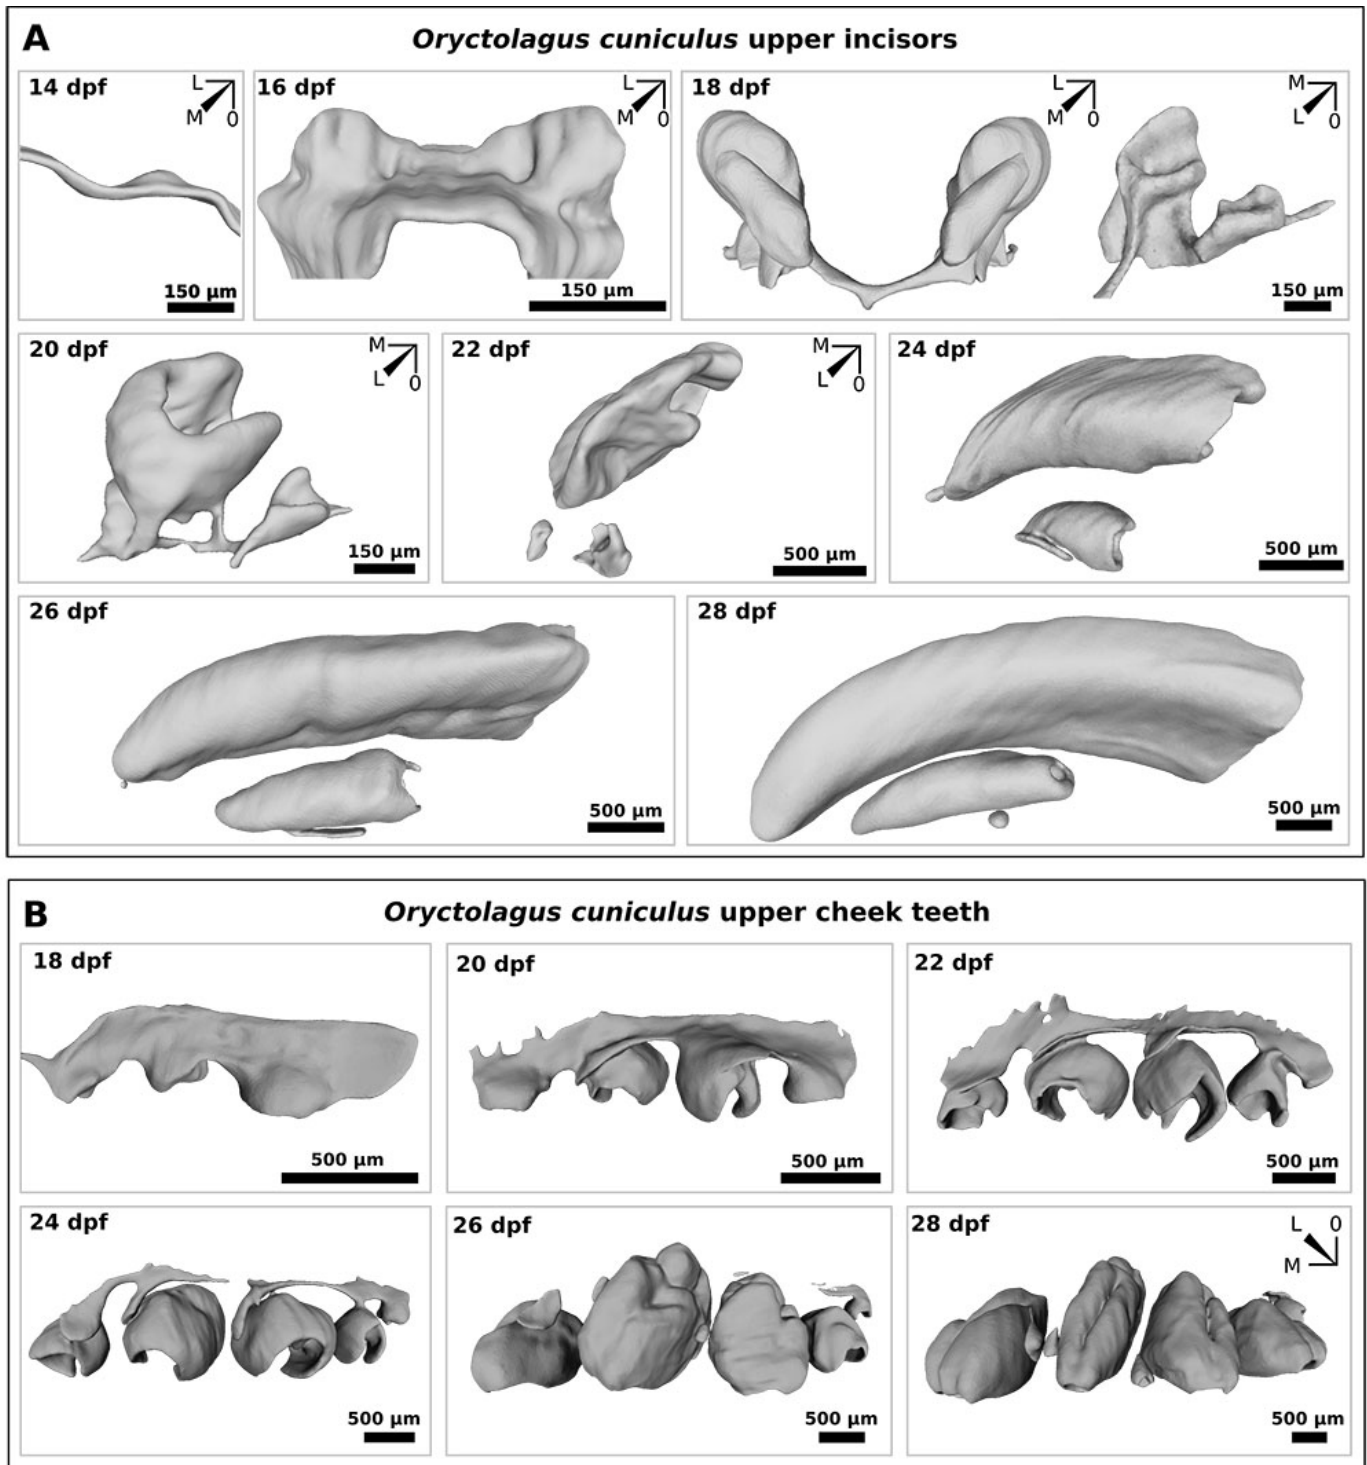 A
Oryctolagus cuniculus upper incisors
14 dpf
L
M
0
150 μm
16 dpf
L
M
0
150 μm
18 dpf
L
M
0
M
L
0
150 μm
20 dpf
M
L
0
150 μm
22 dpf
M
L
0
500 μm
24 dpf
500 μm
26 dpf
500 μm
28 dpf
500 μm
B
Oryctolagus cuniculus upper cheek teeth
18 dpf
500 μm
20 dpf
500 μm
22 dpf
500 μm
24 dpf
500 μm
26 dpf
500 μm
28 dpf
L
0
M
500 μm